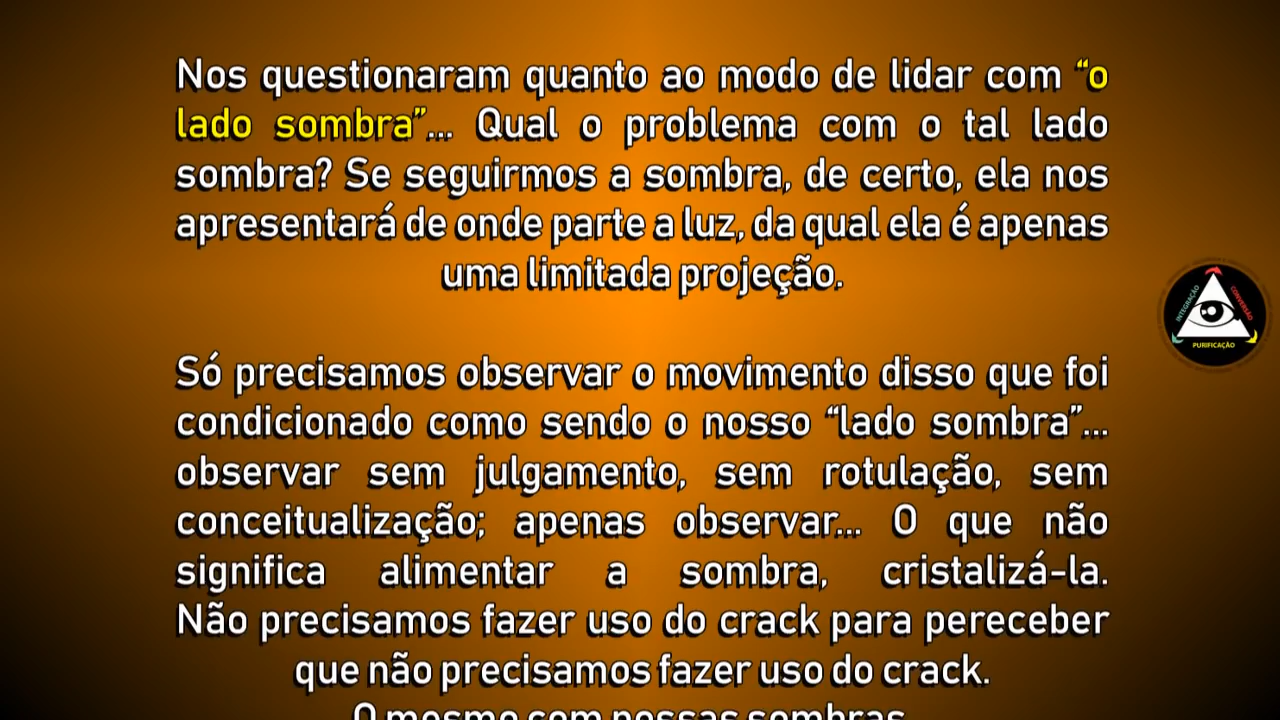 Nos questionaram quanto ao modo de lidar com “o
lado sombra”... Qual o problema com o tal lado
sombra? Se seguirmos a sombra, de certo, ela nos
apresentará de onde parte a luz, da qual ela é apenas
uma limitada projeção.
Só precisamos observar o movimento disso que foi
condicionado como sendo o nosso “lado sombra”...
observar sem julgamento, sem rotulação, sem
conceitualização; apenas observar... O que não
significa alimentar a sombra, cristalizá-la.
Não precisamos fazer uso do crack para pereceber
que não precisamos fazer uso do crack.
O mesmo com nossas sombras
INTEGRAÇÃO
CONVERSÃO
PURIFICAÇÃO